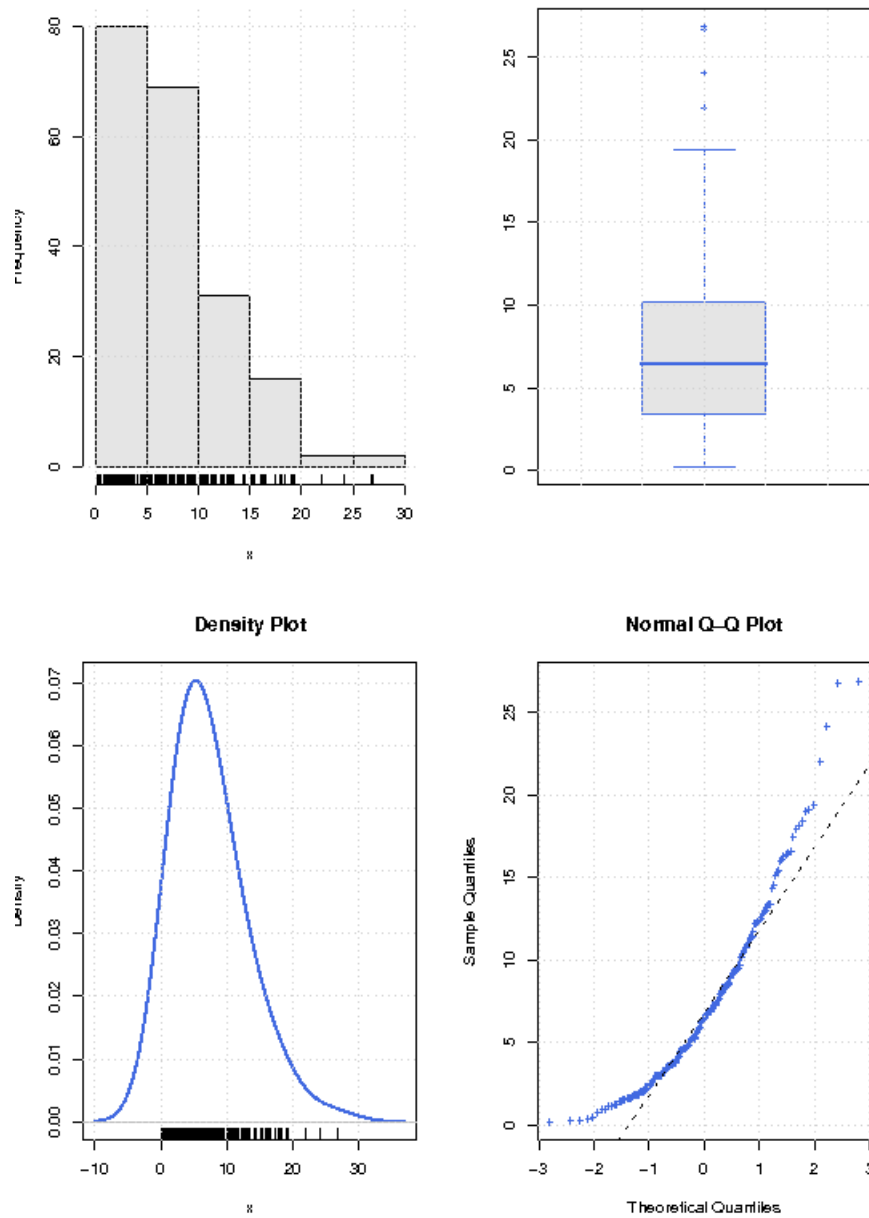 80
60
40
20
0
Frequency
0 5 10 15 20 25 30
x
25
20
15
10
5
0
Density Plot
0.07
0.06
0.05
0.04
0.03
0.02
0.01
0.00
Density
−10 0 10 20 30
x
Normal Q−Q Plot
25
20
15
10
5
0
Sample Quantiles
−3 −2 −1 0 1 2 3
Theoretical Quantiles